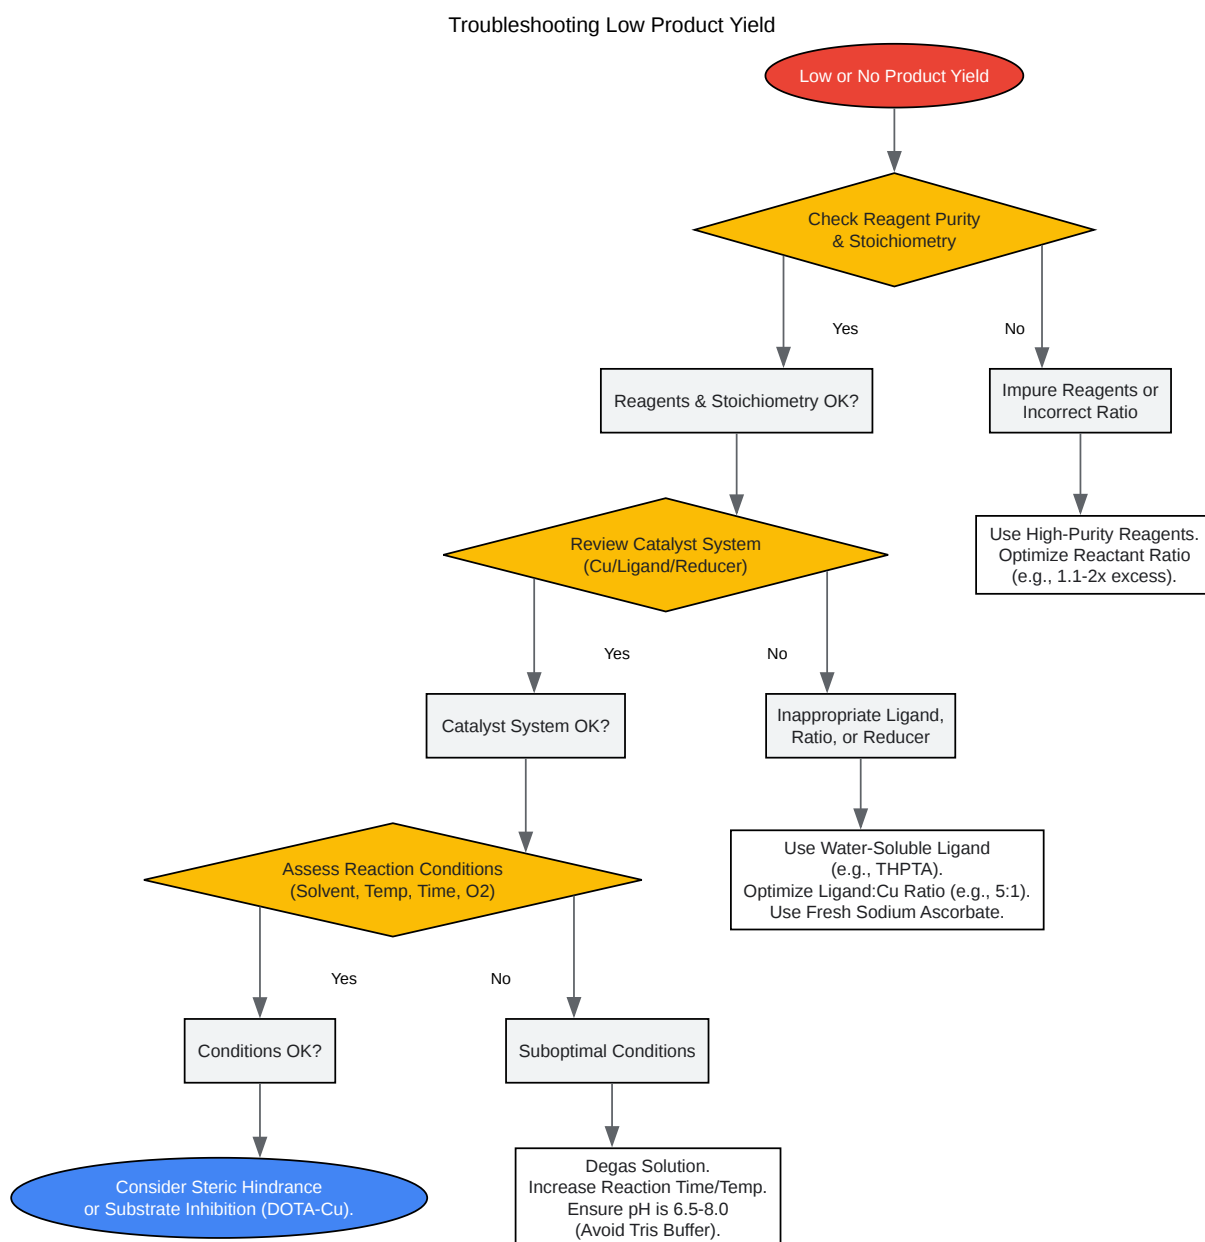 Troubleshooting Low Product Yield
Low or No Product Yield
Check Reagent Purity
& Stoichiometry
Yes
No
Reagents & Stoichiometry OK?
Impure Reagents or
Incorrect Ratio
Use High-Purity Reagents.
Optimize Reactant Ratio
(e.g., 1.1-2x excess).
Review Catalyst System
(Cu/Ligand/Reducer)
Yes
No
Catalyst System OK?
Inappropriate Ligand,
Ratio, or Reducer
Use Water-Soluble Ligand
(e.g., THPTA).
Optimize Ligand:Cu Ratio (e.g., 5:1).
Use Fresh Sodium Ascorbate.
Assess Reaction Conditions
(Solvent, Temp, Time, O2)
Yes
No
Conditions OK?
Suboptimal Conditions
Consider Steric Hindrance
or Substrate Inhibition (DOTA-Cu).
Degas Solution.
Increase Reaction Time/Temp.
Ensure pH is 6.5-8.0
(Avoid Tris Buffer).